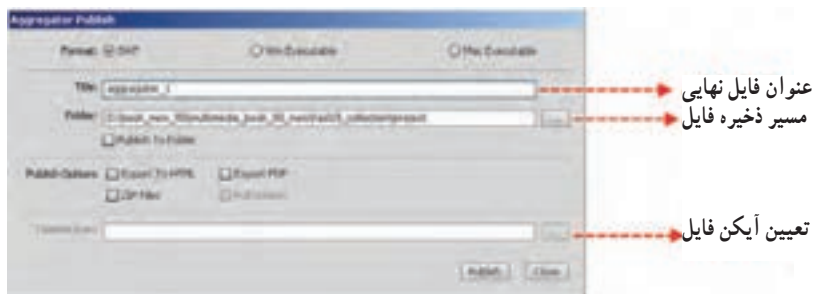 Aggregator Publish
Format: SWF Win Executable Mac Executable
Title: aggregator_1
عنوان فایل نهایی
Folder:
مسیر ذخیره فایل
Publish To Folder
Publish Options: Export To HTML Export PDF
ZIP Files
تعیین آیکن فایل
Publish Close